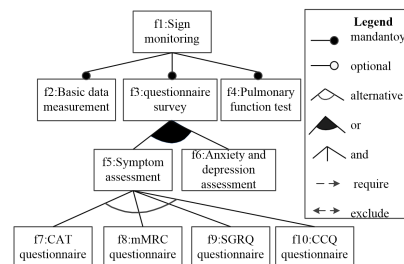 f1:Sign
monitoring
f2:Basic data
measurement
f3:questionnaire
survey
f4:Pulmonary
function test
f5:Symptom
assessment
f6:Anxiety and
depression
assessment
f7:CAT
questionnaire
f8:mMRC
questionnaire
f9:SGRQ
questionnaire
f10:CCQ
questionnaire
Legend
mandantoy
optional
alternative
or
and
require
exclude